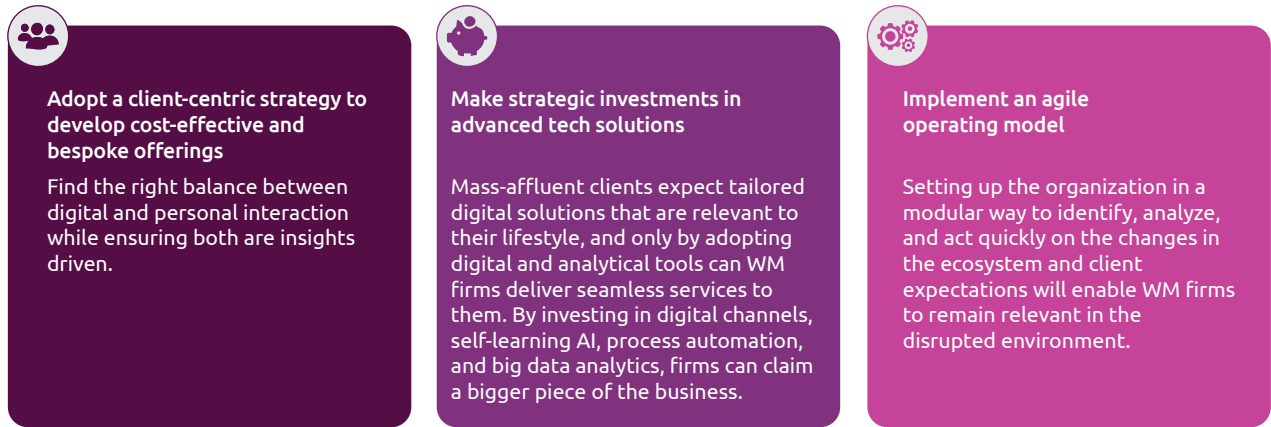 Adopt a client-centric strategy to
develop cost-effective and
bespoke offerings
Find the right balance between
digital and personal interaction
while ensuring both are insights
driven.
Make strategic investments in
advanced tech solutions
Mass-affluent clients expect tailored
digital solutions that are relevant to
their lifestyle, and only by adopting
digital and analytical tools can WM
firms deliver seamless services to
them. By investing in digital channels,
self-learning AI, process automation,
and big data analytics, firms can claim
a bigger piece of the business.
Implement an agile
operating model
Setting up the organization in a
modular way to identify, analyze,
and act quickly on the changes in
the ecosystem and client
expectations will enable WM firms
to remain relevant in the
disrupted environment.